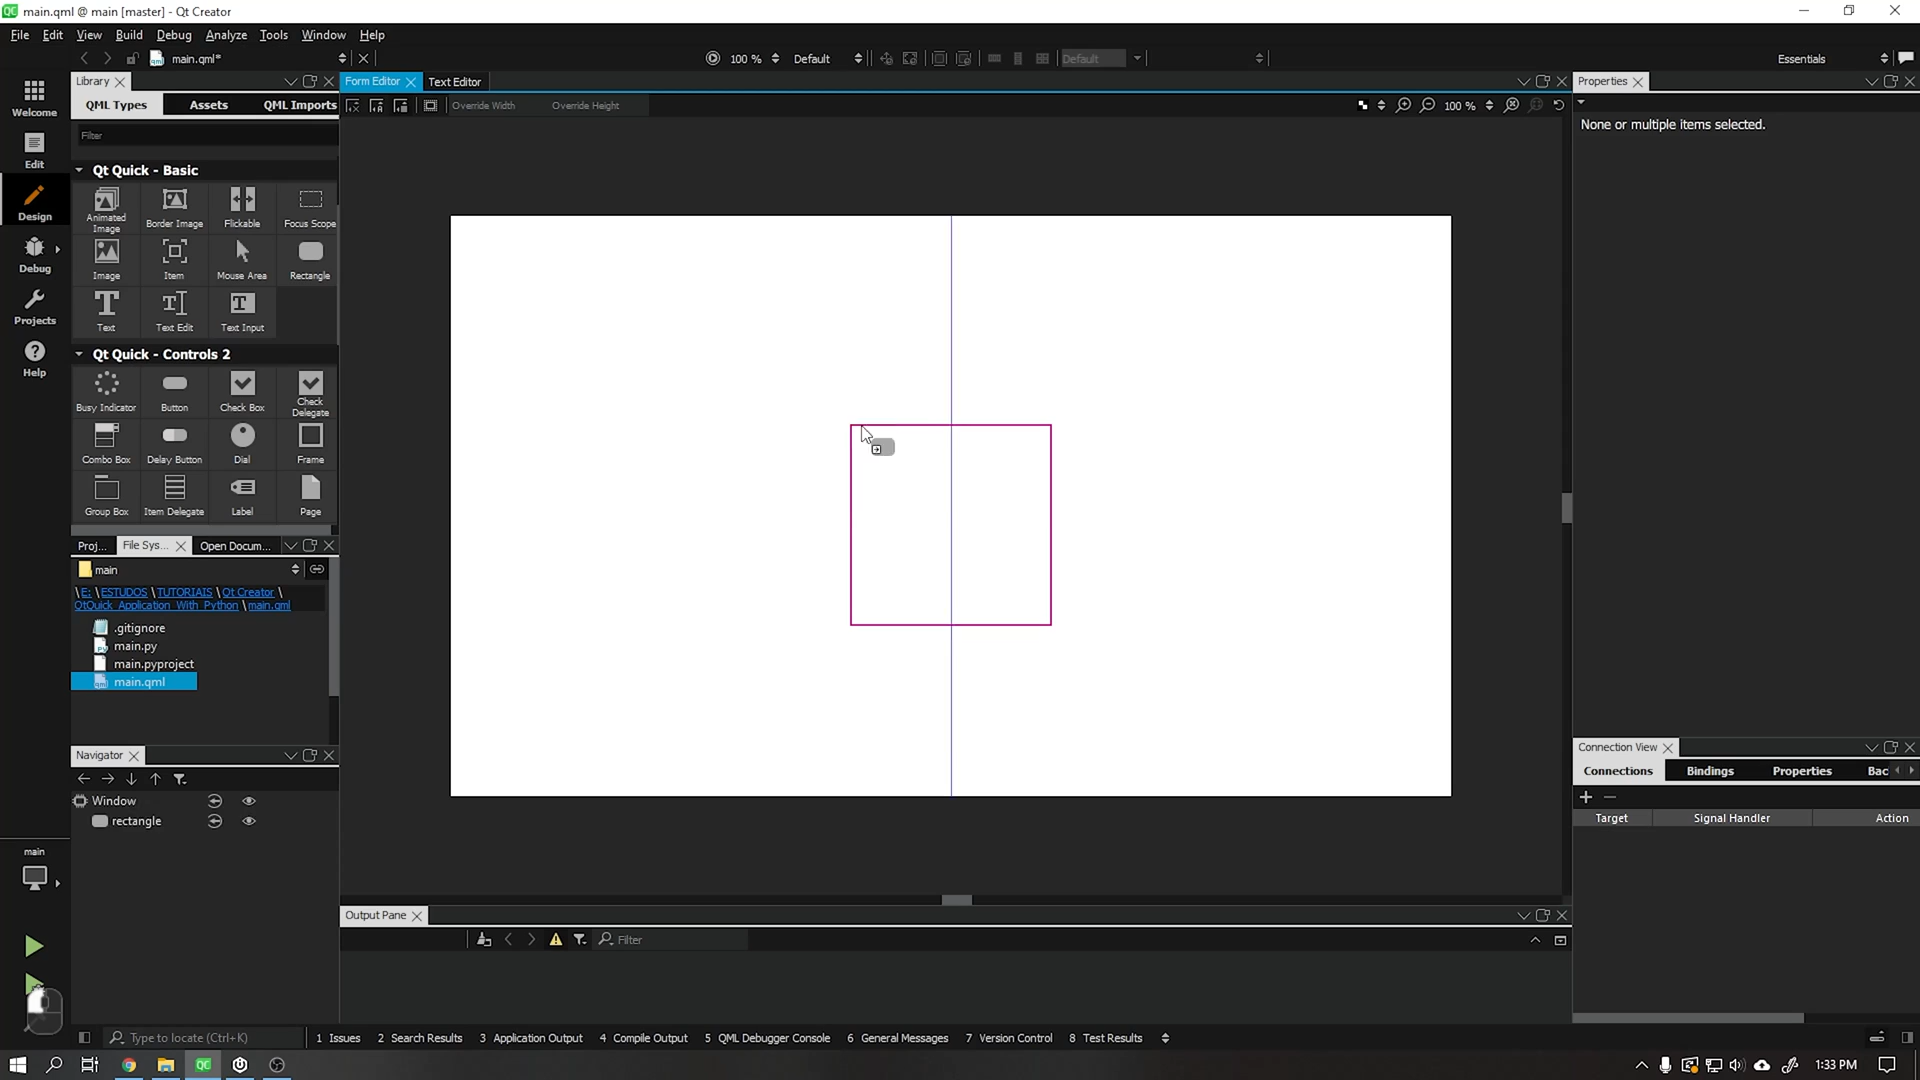 main.qml @ main [master] - Qt Creator
File Edit View Build Debug Analyze Tools Window Help
main.qml* 100 % Default Default Essentials
Library Form Editor Text Editor Properties
QML Types Assets QML Imports Override Width Override Height 100 %
Welcome
Filter
None or multiple items selected.
Edit
Qt Quick - Basic
Animated Image Border Image Flickable Focus Scope
Design
Image Item Mouse Area Rectangle
Debug
Text Text Edit Text Input
Projects
Qt Quick - Controls 2
Help
Busy Indicator Button Check Box Check Delegate
Combo Box Delay Button Dial Frame
Group Box Item Delegate Label Page
Proj... File Sys... Open Docum...
main
\E: \ESTUDOS \TUTORIAIS \Qt Creator \
QtQuick_Application_With_Python \main.qml
.gitignore
main.py
main.pyproject
main.qml
Navigator
Connection View
Connections Bindings Properties Bac
Window
rectangle
Target Signal Handler Action
main
Output Pane
Filter
Type to locate (Ctrl+K) 1 Issues 2 Search Results 3 Application Output 4 Compile Output 5 QML Debugger Console 6 General Messages 7 Version Control 8 Test Results
1:33 PM